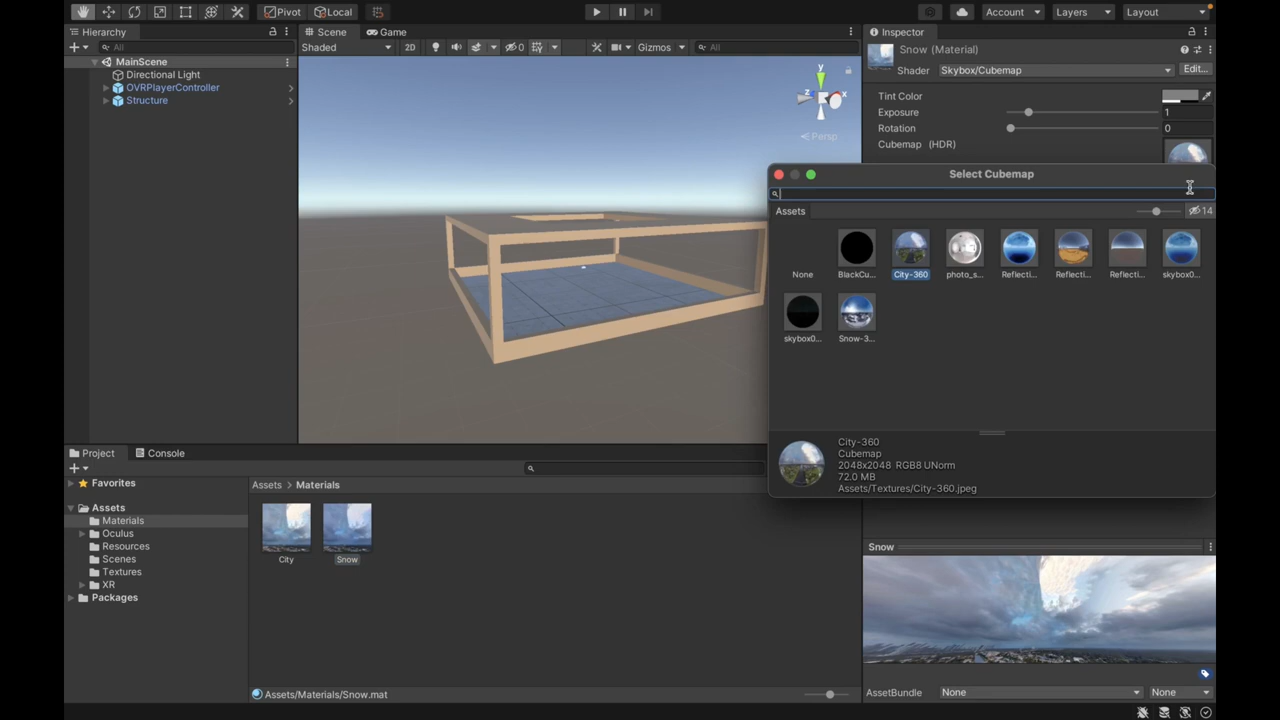 Pivot
Local
Account
Layers
Layout
Hierarchy
All
MainScene
Directional Light
OVRPlayerController
Structure
Scene
Game
Shaded
2D
0
Gizmos
All
y
z
x
Persp
Inspector
Snow (Material)
Shader
Skybox/Cubemap
Edit...
Tint Color
Exposure
1
Rotation
0
Cubemap (HDR)
Select Cubemap
Assets
14
None
BlackCu...
City-360
photo_s...
Reflecti...
Reflecti...
Reflecti...
skybox0...
skybox0...
Snow-3...
City-360
Cubemap
2048x2048 RGB8 UNorm
72.0 MB
Assets/Textures/City-360.jpeg
Project
Console
Favorites
Assets
Materials
Oculus
Resources
Scenes
Textures
XR
Packages
Assets > Materials
City
Snow
Assets/Materials/Snow.mat
Snow
AssetBundle
None
None